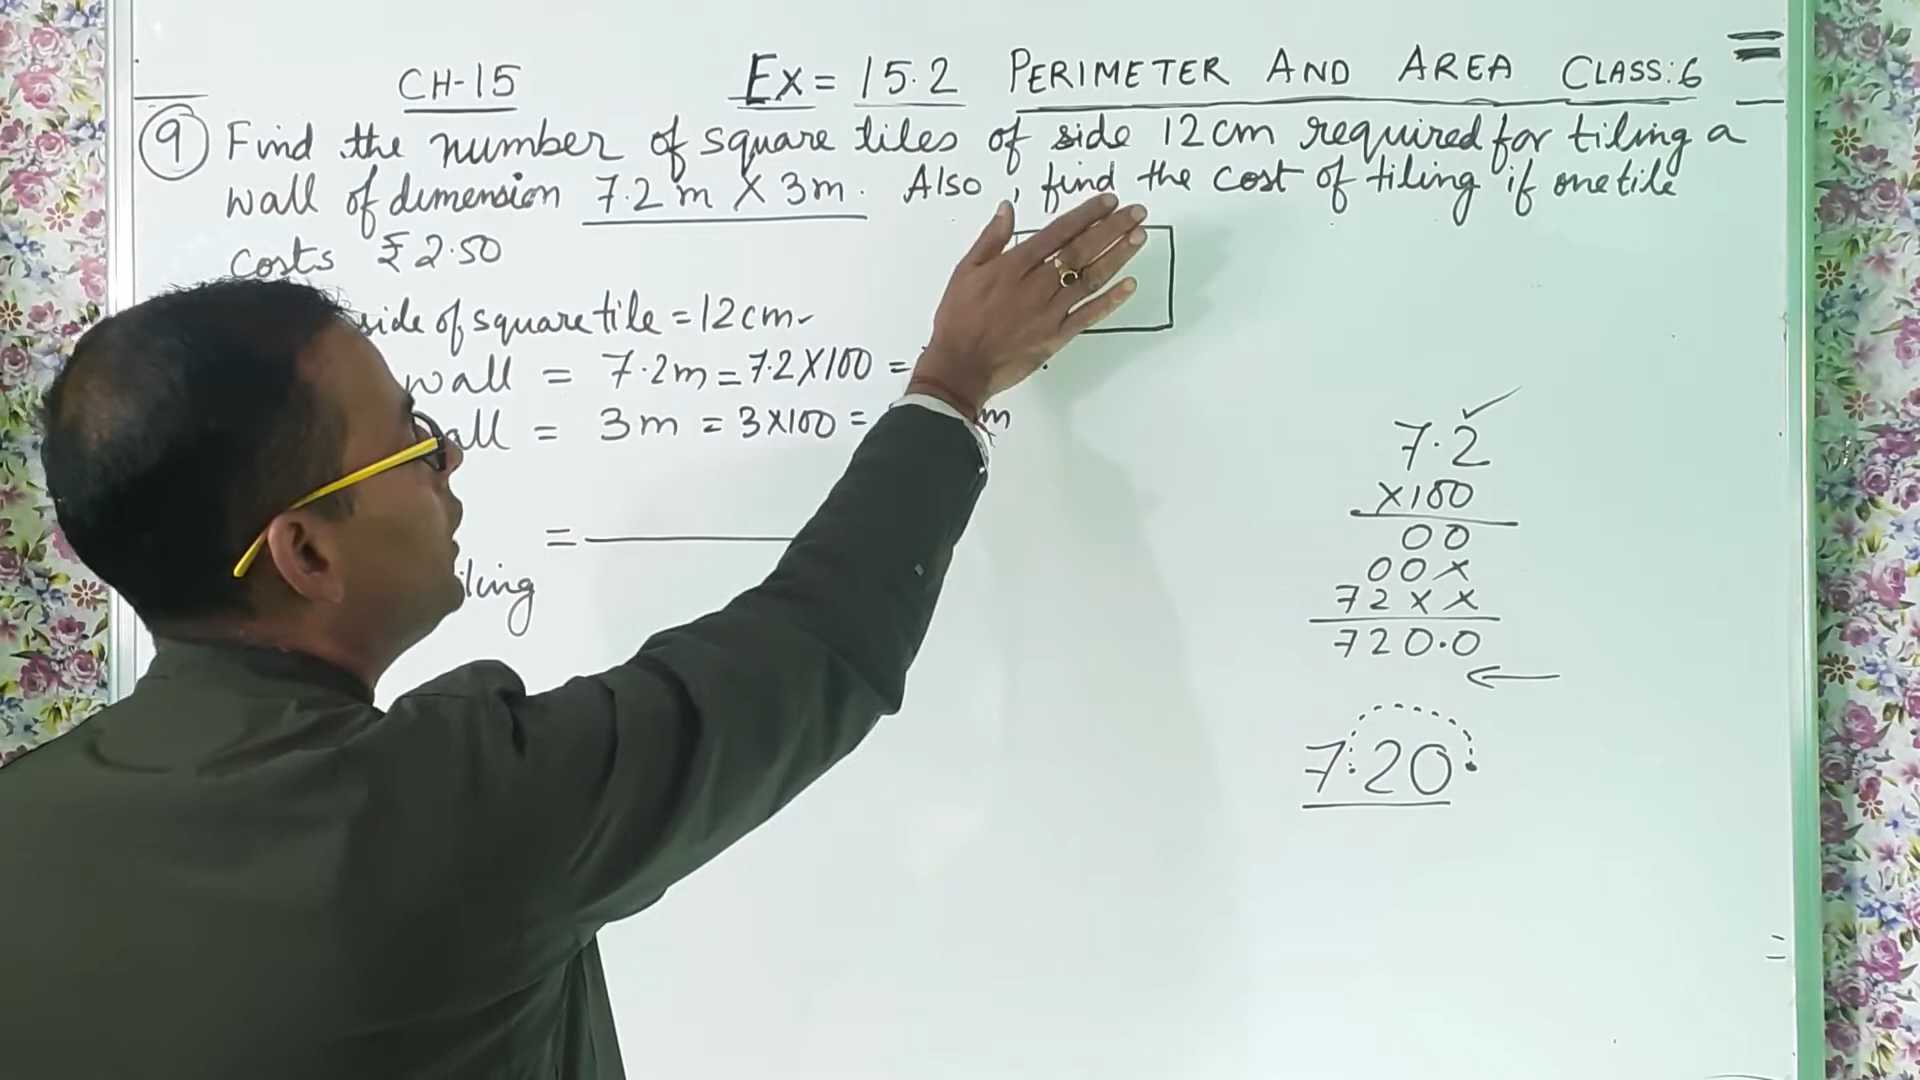 CH-15 Ex = 15.2 PERIMETER AND AREA CLASS: 6
9 Find the number of square tiles of side 12cm required for tiling a
wall of dimension 7.2 m X 3m. Also, find the cost of tiling if one tile
costs ₹2.50
side of square tile = 12cm
wall = 7.2m = 7.2X100 =
all = 3m = 3X100 = m
=
iling
7.2
X100
00
00X
72XX
720.0
7.20.